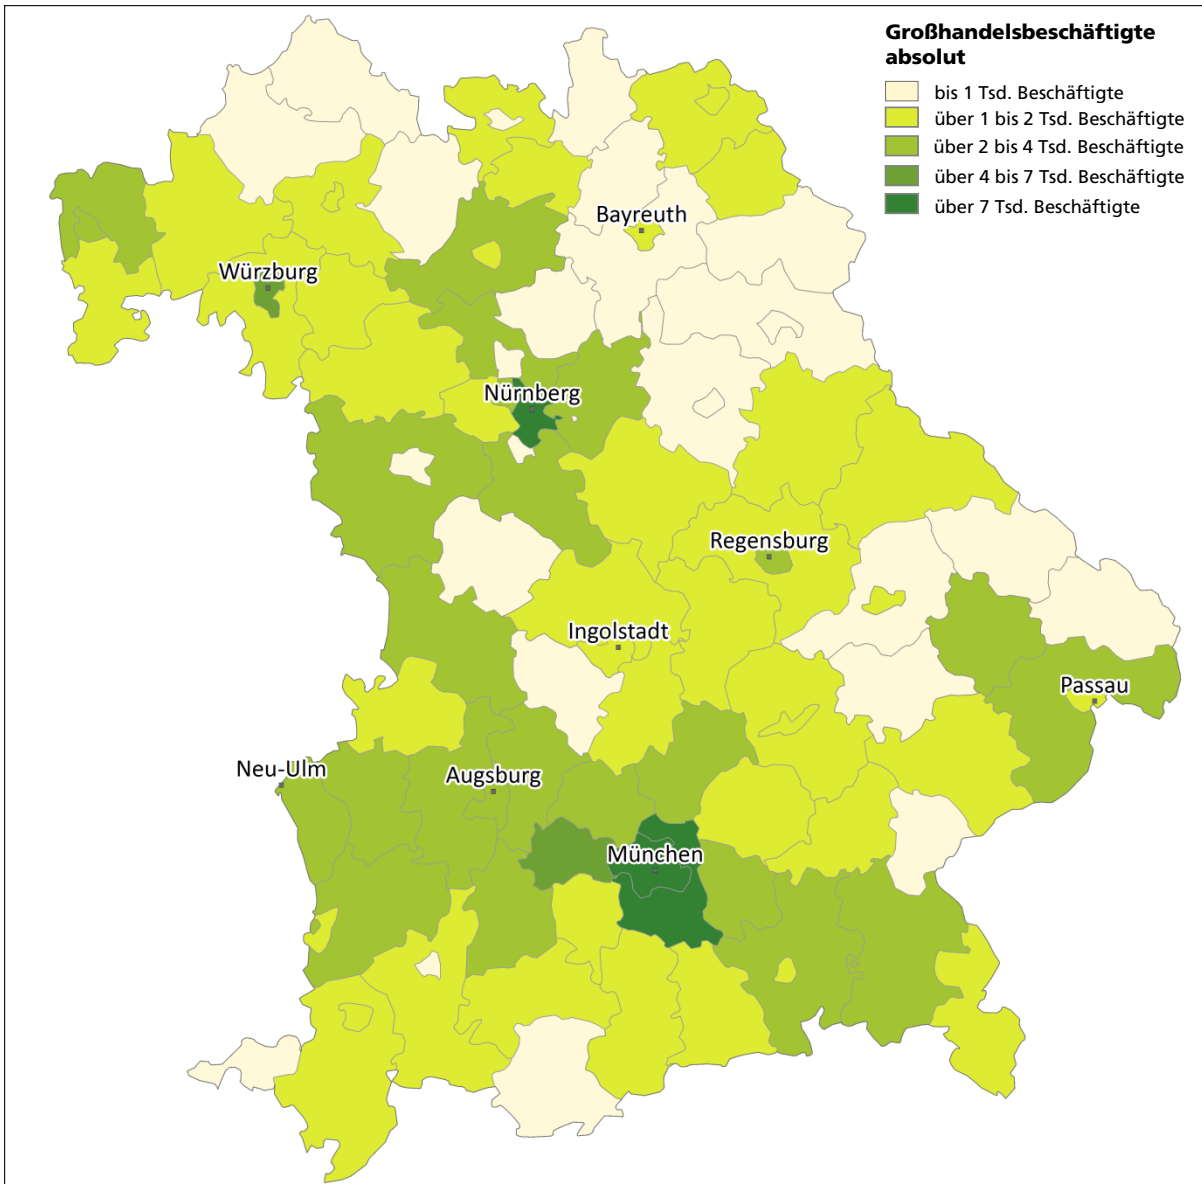 Großhandelsbeschäftigte
absolut
bis 1 Tsd. Beschäftigte
über 1 bis 2 Tsd. Beschäftigte
über 2 bis 4 Tsd. Beschäftigte
über 4 bis 7 Tsd. Beschäftigte
über 7 Tsd. Beschäftigte
Bayreuth
Würzburg
Nürnberg
Regensburg
Ingolstadt
Passau
Neu-Ulm
Augsburg
München